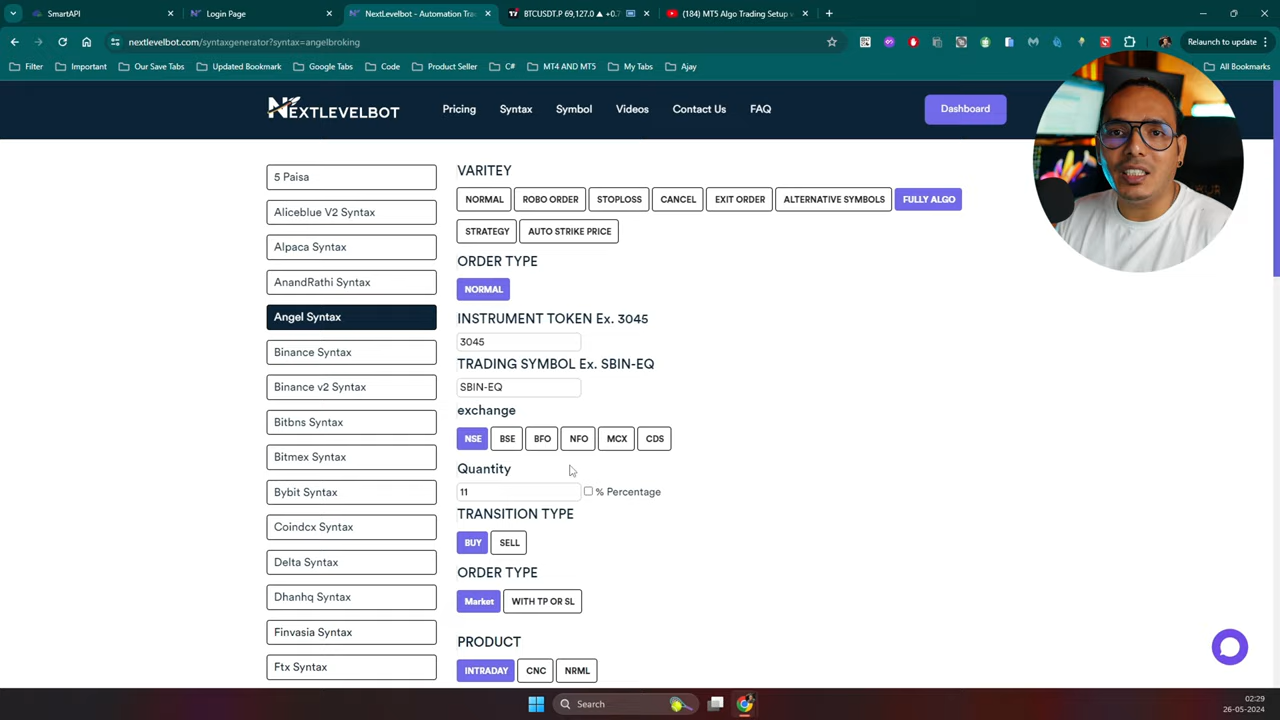 SmartAPI
Login Page
NextLevelbot - Automation Tra
BTCUSDT.P 69,127.0 ▲ +0.7
(184) MT5 Algo Trading Setup
nextlevelbot.com/syntaxgenerator?syntax=angelbroking
Relaunch to update
Filter
Important
Our Save Tabs
Updated Bookmark
Google Tabs
Code
Product Seller
C#
MT4 AND MT5
My Tabs
Ajay
All Bookmarks
NEXTLEVELBOT
Pricing
Syntax
Symbol
Videos
Contact Us
FAQ
Dashboard
5 Paisa
Aliceblue V2 Syntax
Alpaca Syntax
AnandRathi Syntax
Angel Syntax
Binance Syntax
Binance v2 Syntax
Bitbns Syntax
Bitmex Syntax
Bybit Syntax
Coindcx Syntax
Delta Syntax
Dhanhq Syntax
Finvasia Syntax
Ftx Syntax
VARITEY
NORMAL
ROBO ORDER
STOPLOSS
CANCEL
EXIT ORDER
ALTERNATIVE SYMBOLS
FULLY ALGO
STRATEGY
AUTO STRIKE PRICE
ORDER TYPE
NORMAL
INSTRUMENT TOKEN Ex. 3045
3045
TRADING SYMBOL Ex. SBIN-EQ
SBIN-EQ
exchange
NSE
BSE
BFO
NFO
MCX
CDS
Quantity
11
% Percentage
TRANSITION TYPE
BUY
SELL
ORDER TYPE
Market
WITH TP OR SL
PRODUCT
INTRADAY
CNC
NRML
Search
02:29
26-05-2024